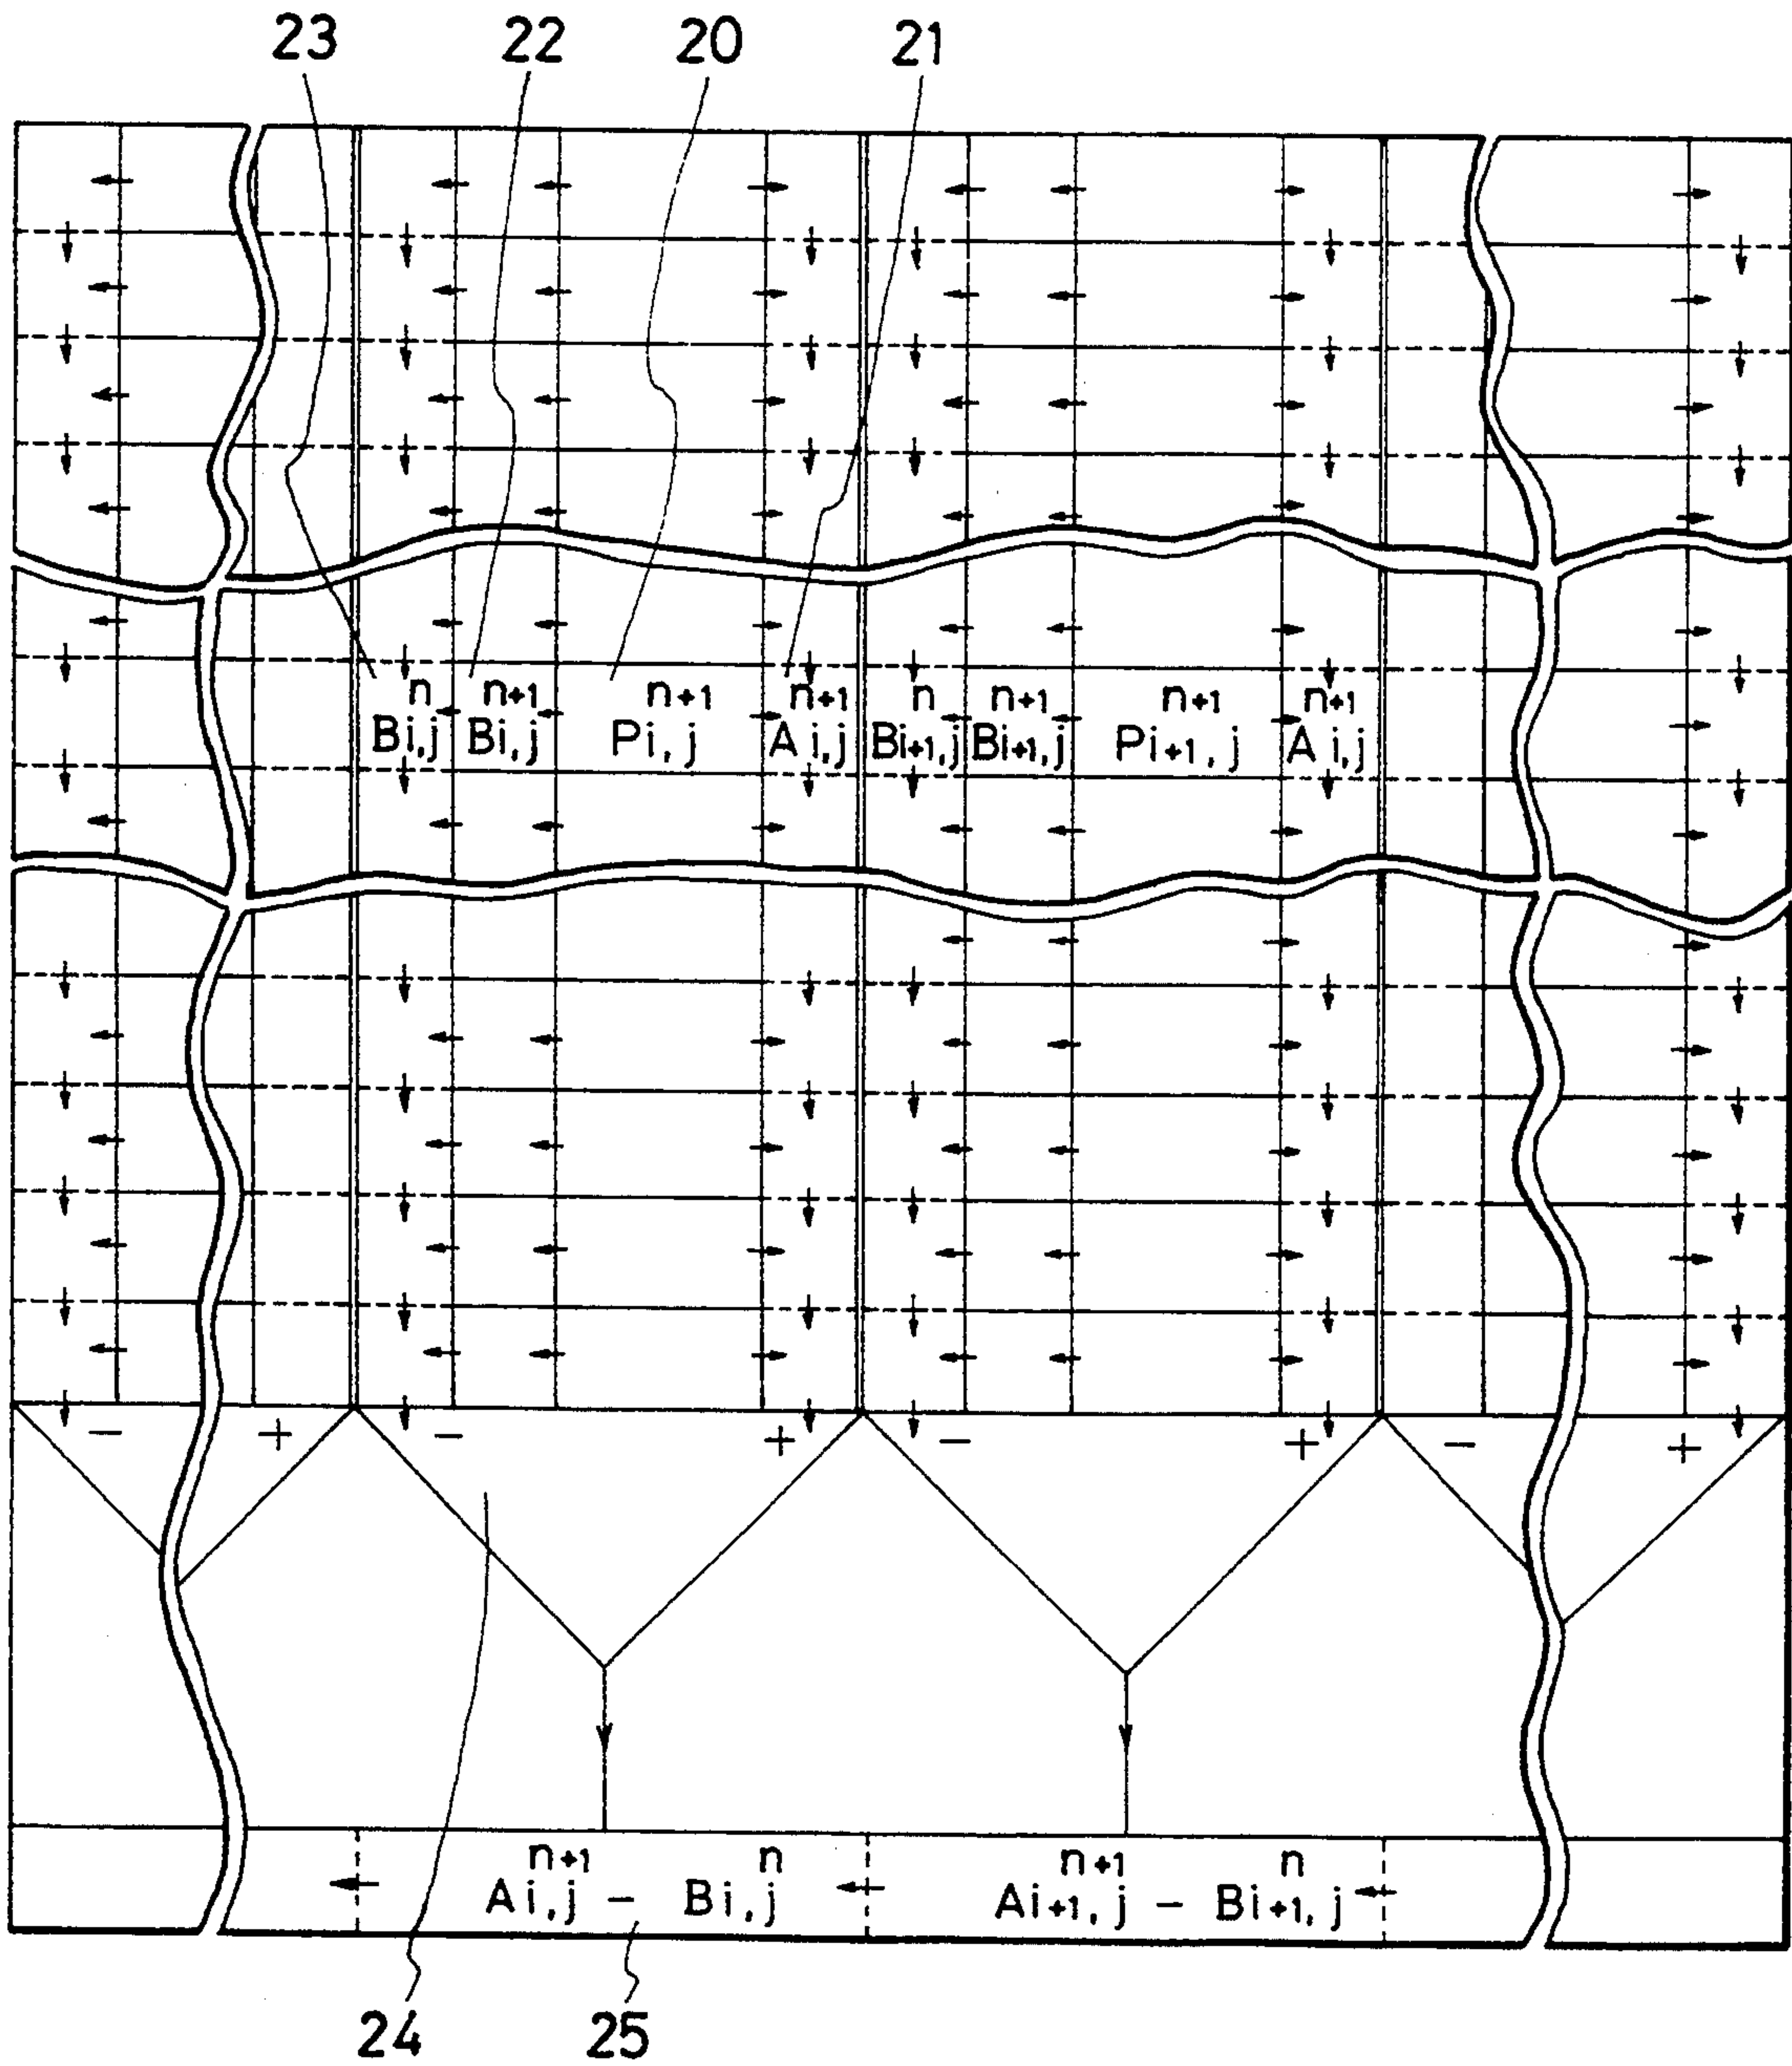 23 22 20 21
n n+1 n+1 n+1 n n+1 n+1 n+1
Bi,j Bi,j Pi,j Ai,j Bi+1,j Bi+1,j Pi+1,j Ai,j
− + − + − + − +
n+1 n n+1 n
Ai,j − Bi,j Ai+1,j − Bi+1,j
24 25